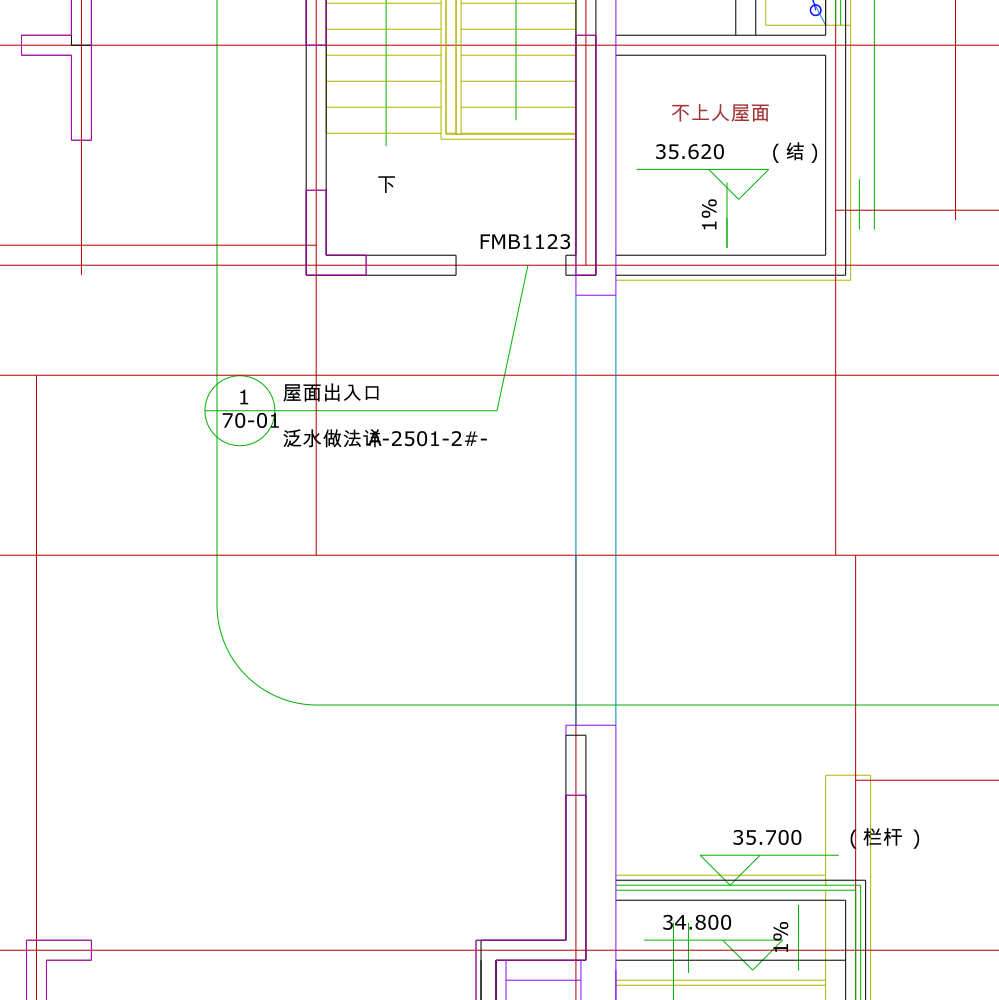 不上人屋面
35.620 (结)
1%
下
FMB1123
1
70-01
屋面出入口
泛水做法详A-2501-2#-
35.700 (栏杆)
34.800
1%